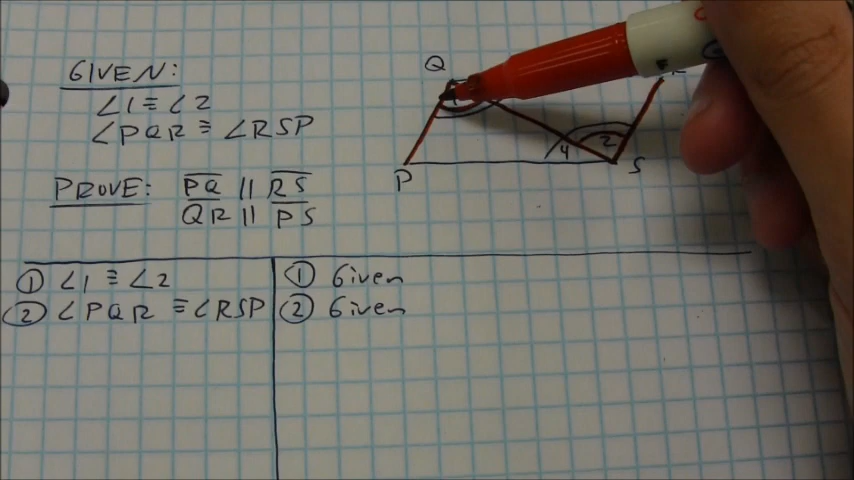 GIVEN:
∠1 ≅ ∠2
∠PQR ≅ ∠RSP
PROVE: PQ || RS
QR || PS
Q
P
4
2
S
① ∠1 ≅ ∠2
① Given
② ∠PQR ≅ ∠RSP
② Given